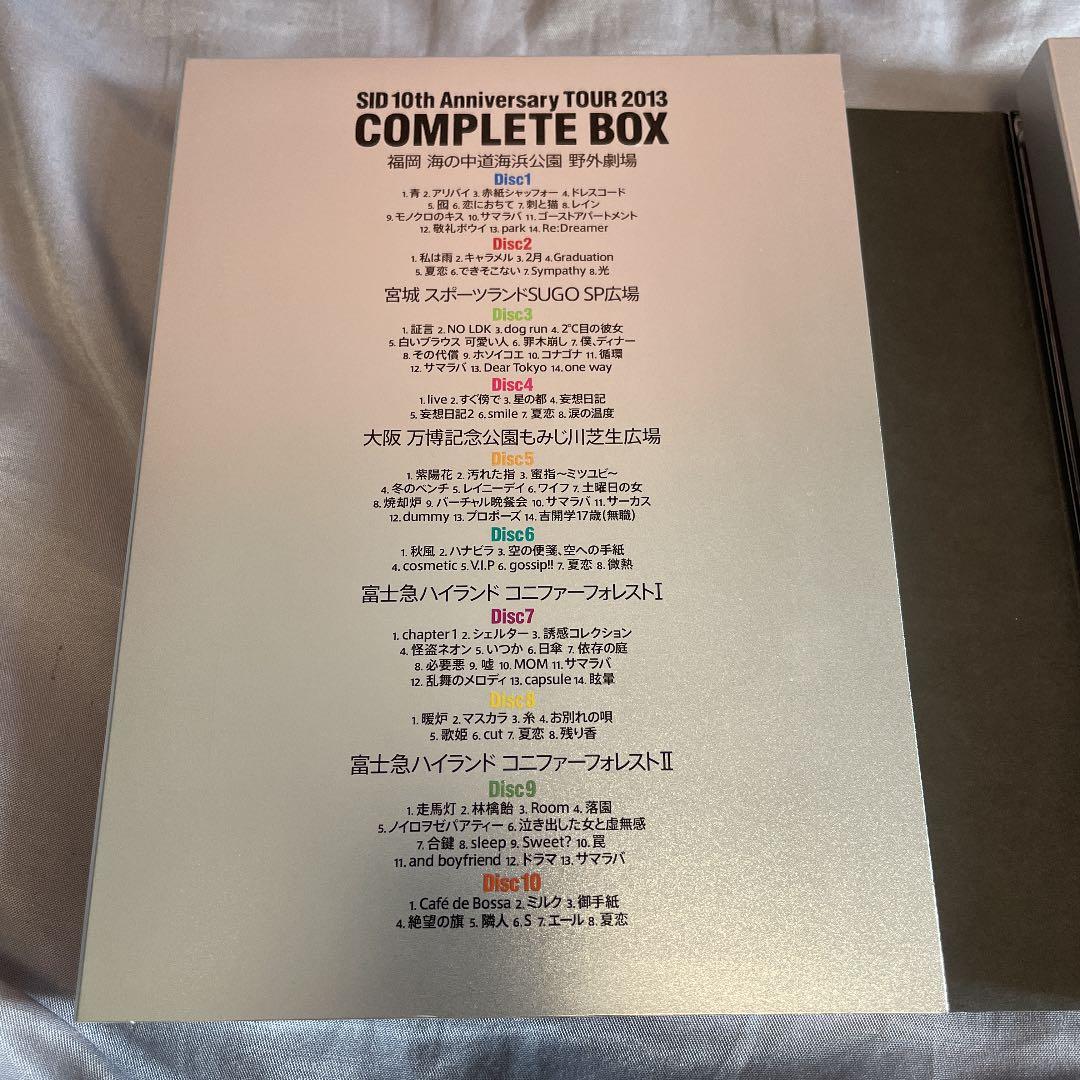 SID 10th Anniversary TOUR 2013
COMPLETE BOX
福岡 海の中道海浜公園 野外劇場
Disc1
1. 青 2. アリバイ 3. 赤紙シャッフォー 4. ドレスコード
5. 囮 6. 恋におちて 7. 刺と猫 8. レイン
9. モノクロのキス 10. サマラバ 11. ゴーストアパートメント
12. 敬礼ボウイ 13. park 14. Re:Dreamer
Disc2
1. 私は雨 2. キャラメル 3. 2月 4. Graduation
5. 夏恋 6. できそこない 7. Sympathy 8. 光
宮城 スポーツランドSUGO SP広場
Disc3
1. 証言 2. NO LDK 3. dog run 4. 2℃目の彼女
5. 白いブラウス 可愛い人 6. 罪木崩し 7. 僕、ディナー
8. その代償 9. ホソイコエ 10. コナゴナ 11. 循環
12. サマラバ 13. Dear Tokyo 14. one way
Disc4
1. live 2. すぐ傍で 3. 星の都 4. 妄想日記
5. 妄想日記2 6. smile 7. 夏恋 8. 涙の温度
大阪 万博記念公園もみじ川芝生広場
Disc5
1. 紫陽花 2. 汚れた指 3. 蜜指〜ミツユビ〜
4. 冬のベンチ 5. レイニーデイ 6. ワイフ 7. 土曜日の女
8. 焼却炉 9. バーチャル晩餐会 10. サマラバ 11. サーカス
12. dummy 13. プロポーズ 14. 吉開学17歳(無職)
Disc6
1. 秋風 2. ハナビラ 3. 空の便箋、空への手紙
4. cosmetic 5. V.I.P 6. gossip!! 7. 夏恋 8. 微熱
富士急ハイランド コニファーフォレストⅠ
Disc7
1. chapter 1 2. シェルター 3. 誘惑コレクション
4. 怪盗ネオン 5. いつか 6. 日傘 7. 依存の庭
8. 必要悪 9. 嘘 10. MOM 11. サマラバ
12. 乱舞のメロディ 13. capsule 14. 眩暈
Disc8
1. 暖炉 2. マスカラ 3. 糸 4. お別れの唄
5. 歌姫 6. cut 7. 夏恋 8. 残り香
富士急ハイランド コニファーフォレストⅡ
Disc9
1. 走馬灯 2. 林檎飴 3. Room 4. 落園
5. ノイロヲゼパアティー 6. 泣き出した女と虚無感
7. 合鍵 8. sleep 9. Sweet? 10. 罠
11. and boyfriend 12. ドラマ 13. サマラバ
Disc10
1. Café de Bossa 2. ミルク 3. 御手紙
4. 絶望の旗 5. 隣人 6. S 7. エール 8. 夏恋